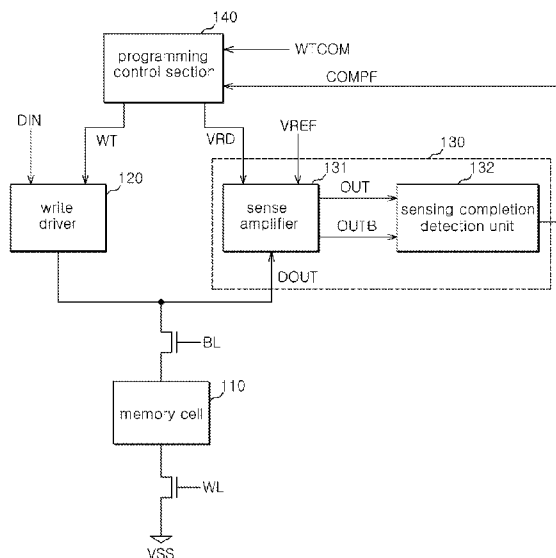 140
programming
control section
WTCOM
COMPF
DIN
WT
VRD
VREF
130
120
131
132
write
driver
sense
amplifier
OUT
OUTB
sensing completion
detection unit
DOUT
BL
110
memory cell
WL
VSS